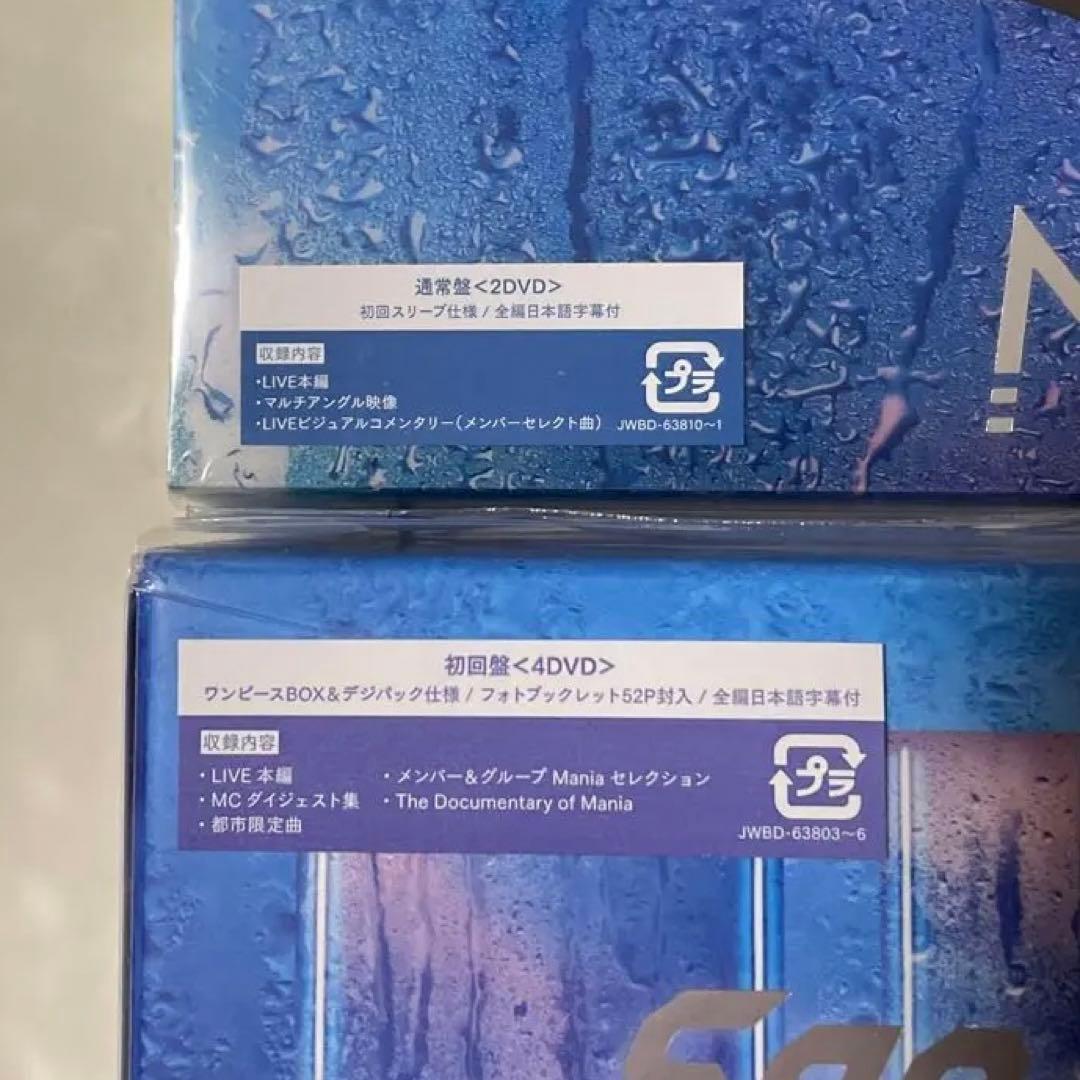 通常盤<2DVD>
初回スリーブ仕様 / 全編日本語字幕付
収録内容
・LIVE本編
・マルチアングル映像
・LIVEビジュアルコメンタリー(メンバーセレクト曲)
プラ
JWBD-63810〜1
N
初回盤<4DVD>
ワンピースBOX&デジパック仕様 / フォトブックレット52P封入 / 全編日本語字幕付
収録内容
・LIVE 本編
・MC ダイジェスト集
・都市限定曲
・メンバー&グループ Mania セレクション
・The Documentary of Mania
プラ
JWBD-63803〜6